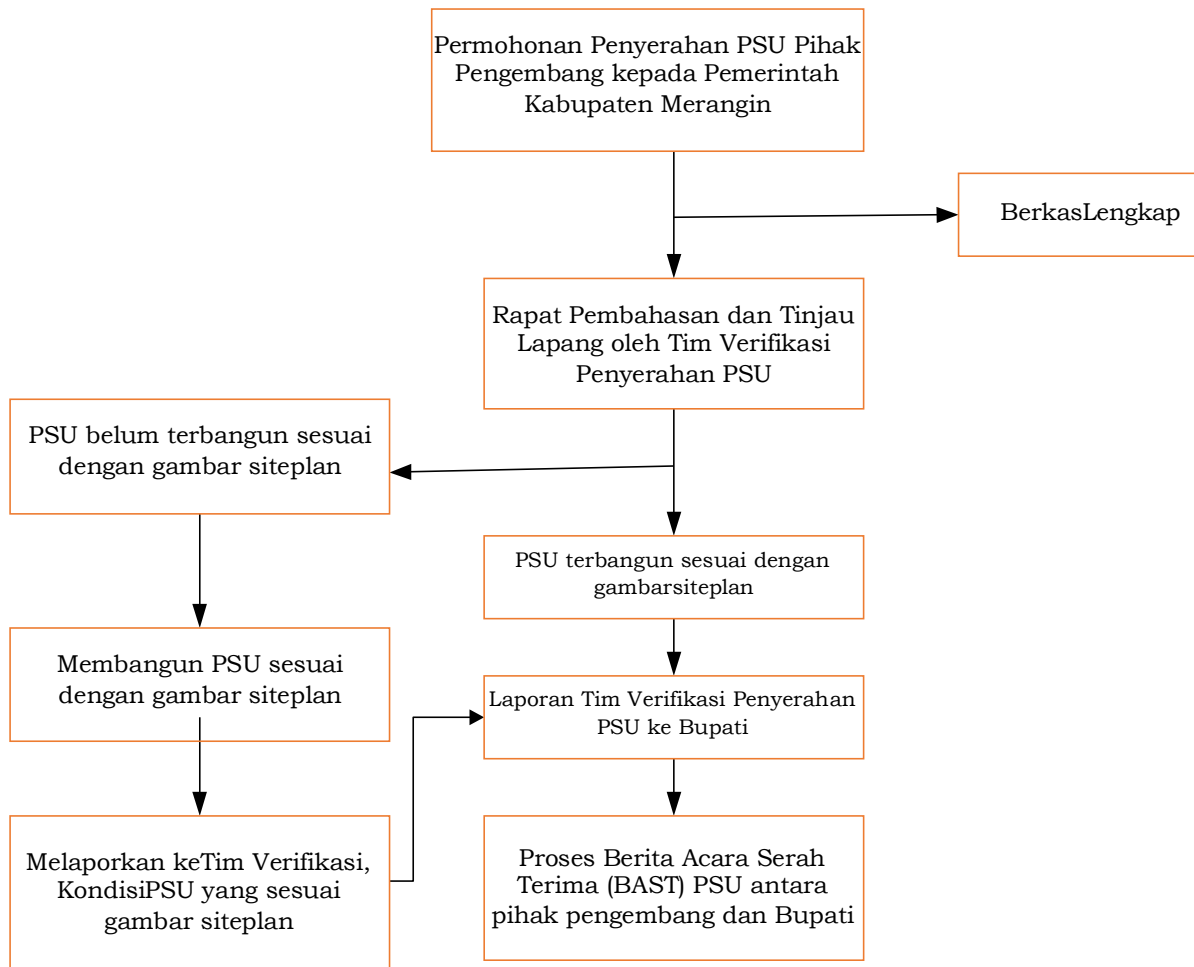 Permohonan Penyerahan PSU Pihak
Pengembang kepada Pemerintah
Kabupaten Merangin
BerkasLengkap
Rapat Pembahasan dan Tinjau
Lapang oleh Tim Verifikasi
Penyerahan PSU
PSU belum terbangun sesuai
dengan gambar siteplan
PSU terbangun sesuai dengan
gambarsiteplan
Membangun PSU sesuai
dengan gambar siteplan
Laporan Tim Verifikasi Penyerahan
PSU ke Bupati
Melaporkan keTim Verifikasi,
KondisiPSU yang sesuai
gambar siteplan
Proses Berita Acara Serah
Terima (BAST) PSU antara
pihak pengembang dan Bupati